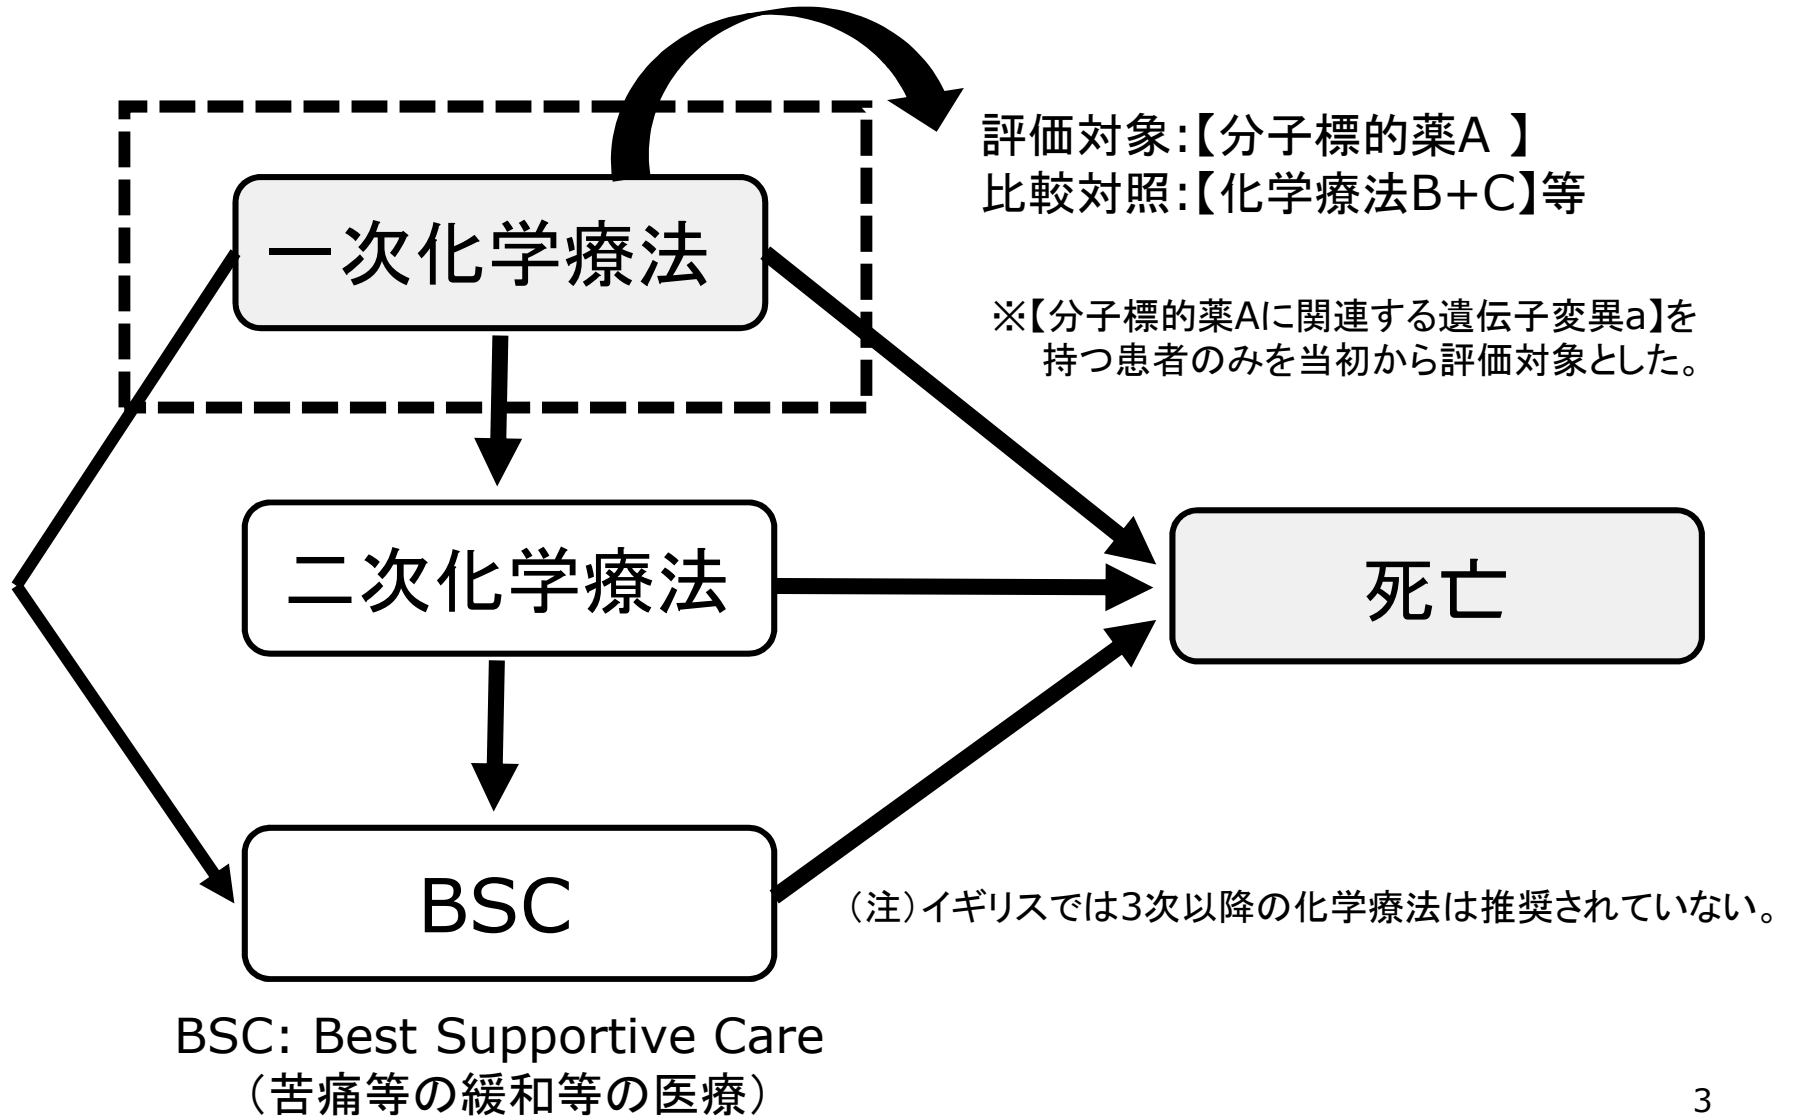 評価対象:【分子標的薬A 】
比較対照:【化学療法B+C】等
一次化学療法
※【分子標的薬Aに関連する遺伝子変異a】を
持つ患者のみを当初から評価対象とした。
二次化学療法
死亡
BSC
（注）イギリスでは3次以降の化学療法は推奨されていない。
BSC: Best Supportive Care
（苦痛等の緩和等の医療）
3